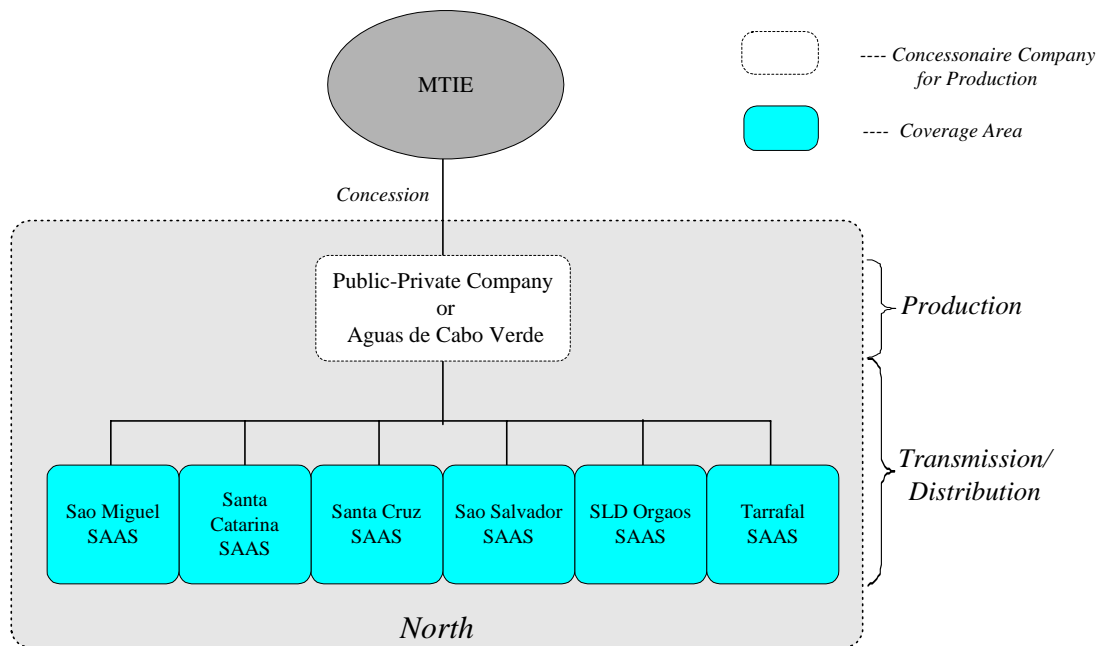 MTIE
---- Concessonaire Company
for Production
---- Coverage Area
Concession
Public-Private Company
or
Aguas de Cabo Verde
Production
Transmission/
Distribution
Sao Miguel
SAAS
Santa
Catarina
SAAS
Santa Cruz
SAAS
Sao Salvador
SAAS
SLD Orgaos
SAAS
Tarrafal
SAAS
North